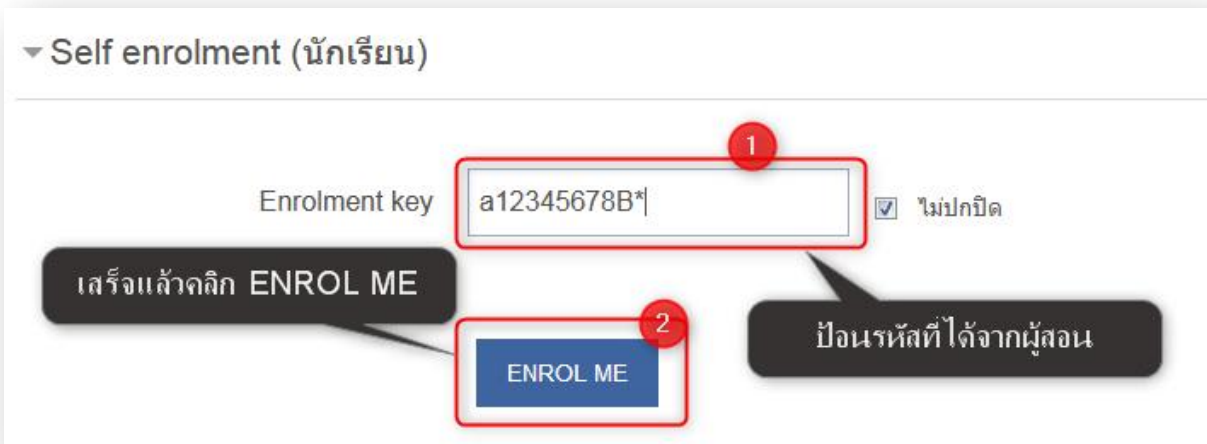 Self enrolment (นักเรียน)
1
Enrolment key a12345678B* ไม่ปกปิด
เสร็จแล้วคลิก ENROL ME
2
ป้อนรหัสที่ได้จากผู้สอน
ENROL ME